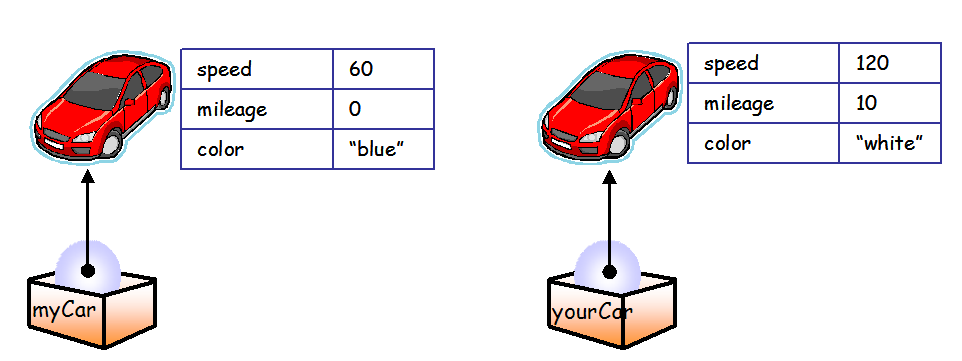 speed 60
mileage 0
color “blue”
myCar
speed 120
mileage 10
color “white”
yourCar